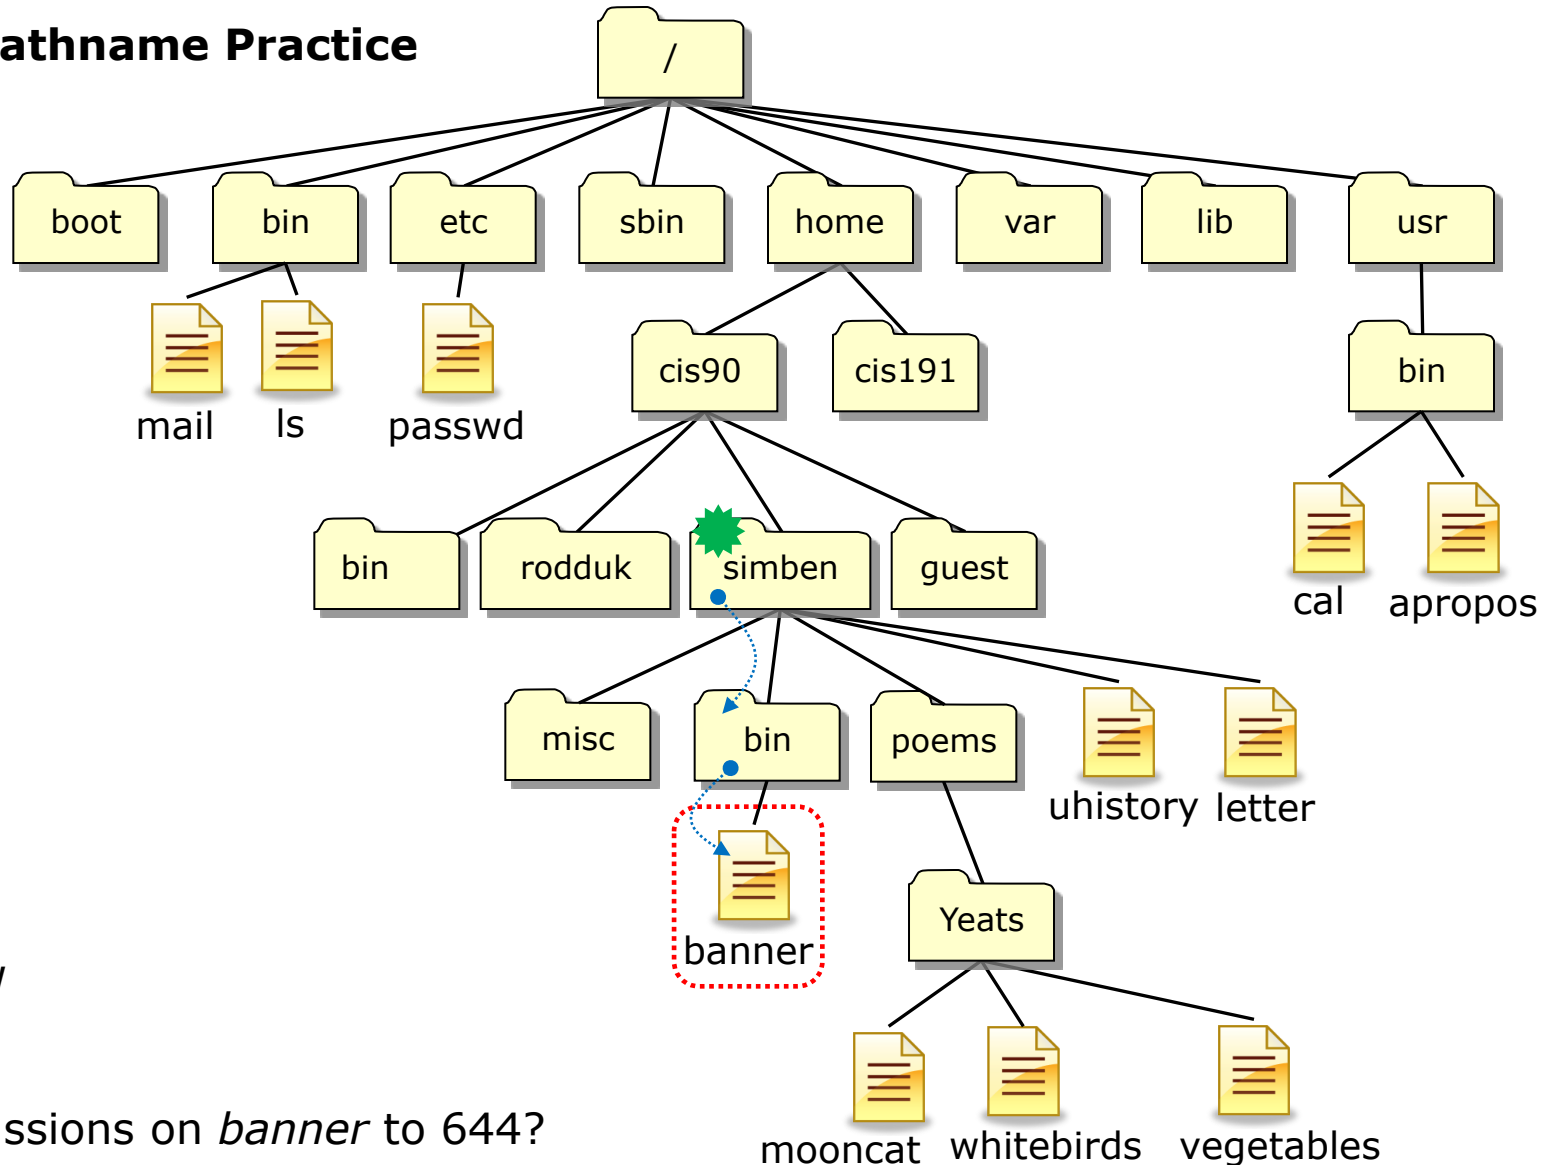 athname Practice
/
boot bin etc sbin home var lib usr
mail ls passwd
cis90 cis191 bin
bin rodduk simben guest
cal apropos
misc bin poems
uhistory letter
banner
Yeats
ssions on banner to 644?
mooncat whitebirds vegetables